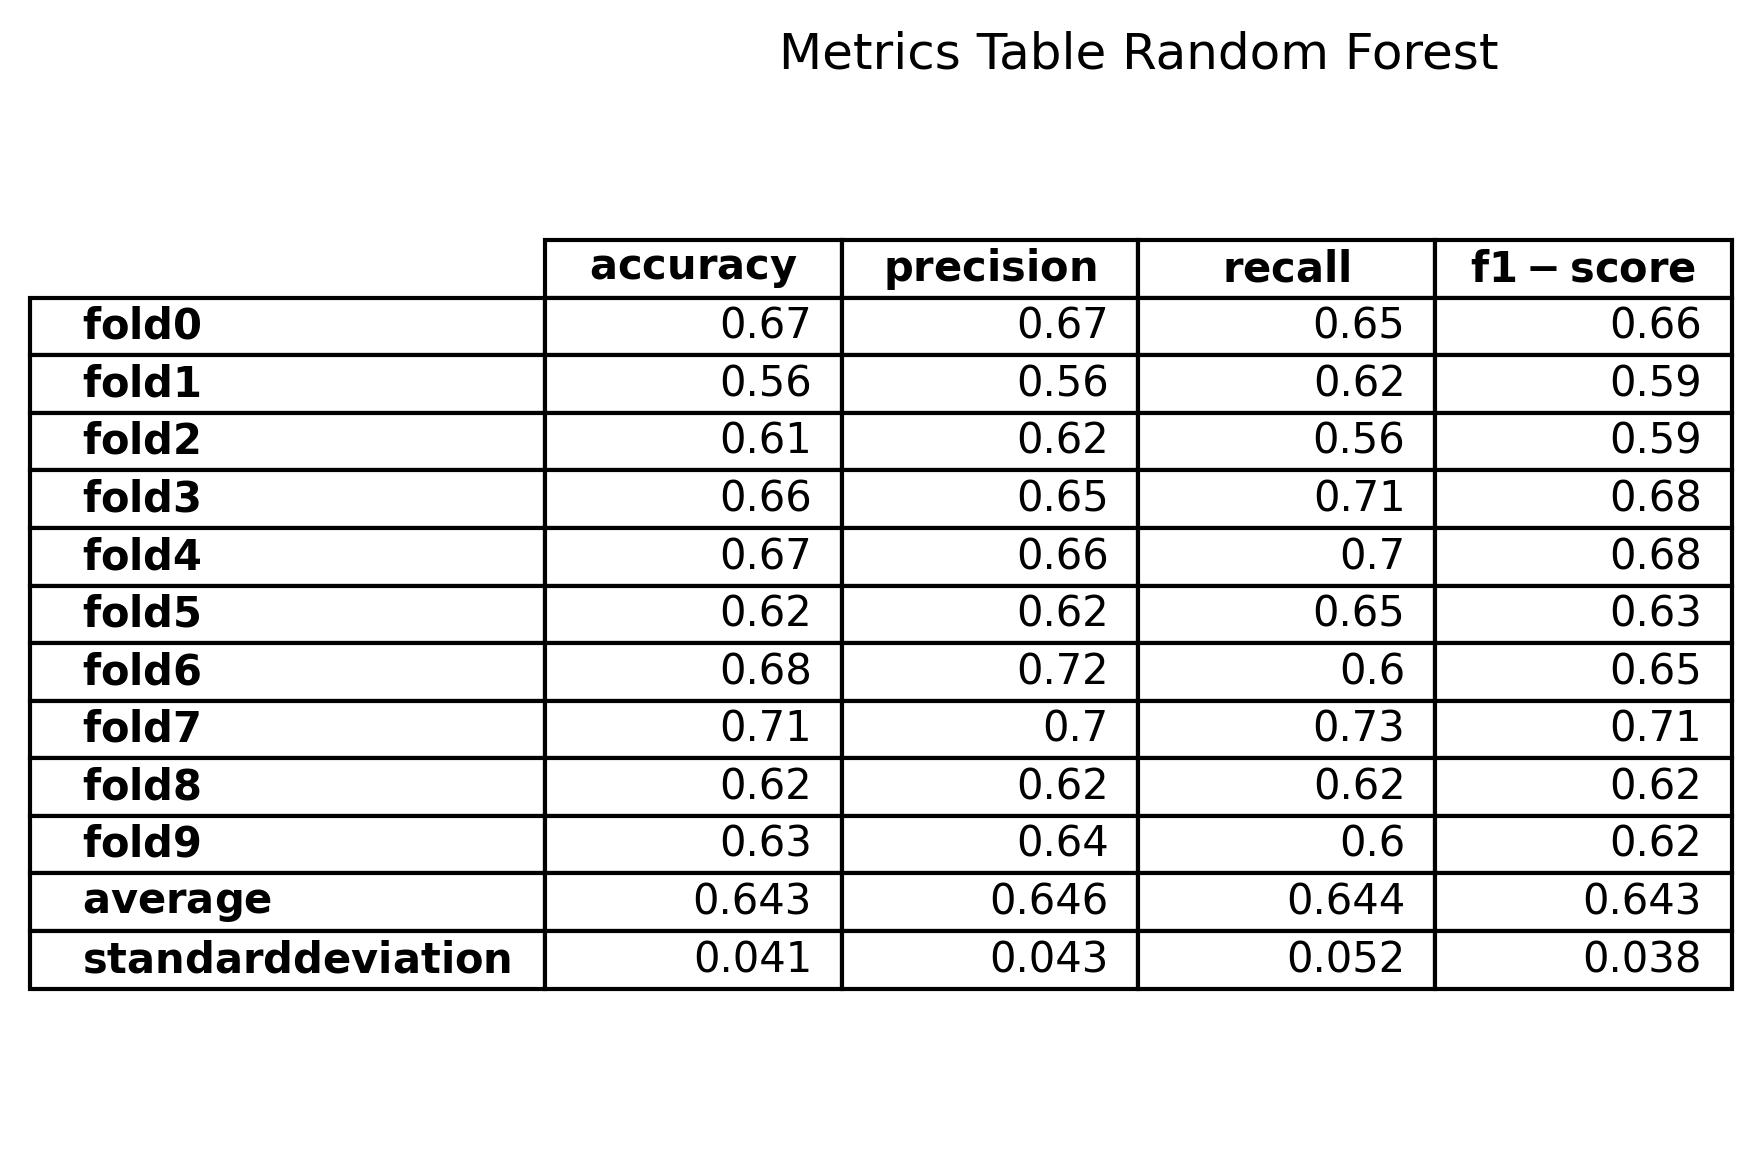 Metrics Table Random Forest
accuracy precision recall f1 − score
fold0 0.67 0.67 0.65 0.66
fold1 0.56 0.56 0.62 0.59
fold2 0.61 0.62 0.56 0.59
fold3 0.66 0.65 0.71 0.68
fold4 0.67 0.66 0.7 0.68
fold5 0.62 0.62 0.65 0.63
fold6 0.68 0.72 0.6 0.65
fold7 0.71 0.7 0.73 0.71
fold8 0.62 0.62 0.62 0.62
fold9 0.63 0.64 0.6 0.62
average 0.643 0.646 0.644 0.643
standarddeviation 0.041 0.043 0.052 0.038